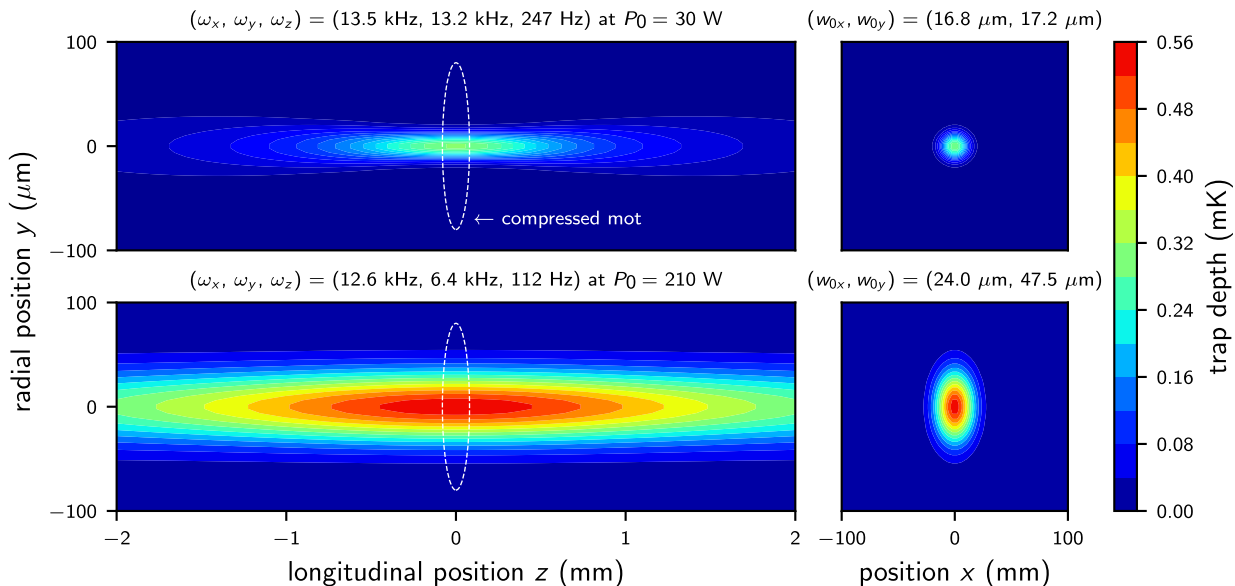 (ωx, ωy, ωz) = (13.5 kHz, 13.2 kHz, 247 Hz) at P0 = 30 W
(w0x, w0y) = (16.8 μm, 17.2 μm)
100
0
−100
← compressed mot
(ωx, ωy, ωz) = (12.6 kHz, 6.4 kHz, 112 Hz) at P0 = 210 W
(w0x, w0y) = (24.0 μm, 47.5 μm)
100
0
−100
radial position y (μm)
−2
−1
0
1
2
longitudinal position z (mm)
-100
0
100
position x (mm)
0.56
0.48
0.40
0.32
0.24
0.16
0.08
0.00
trap depth (mK)